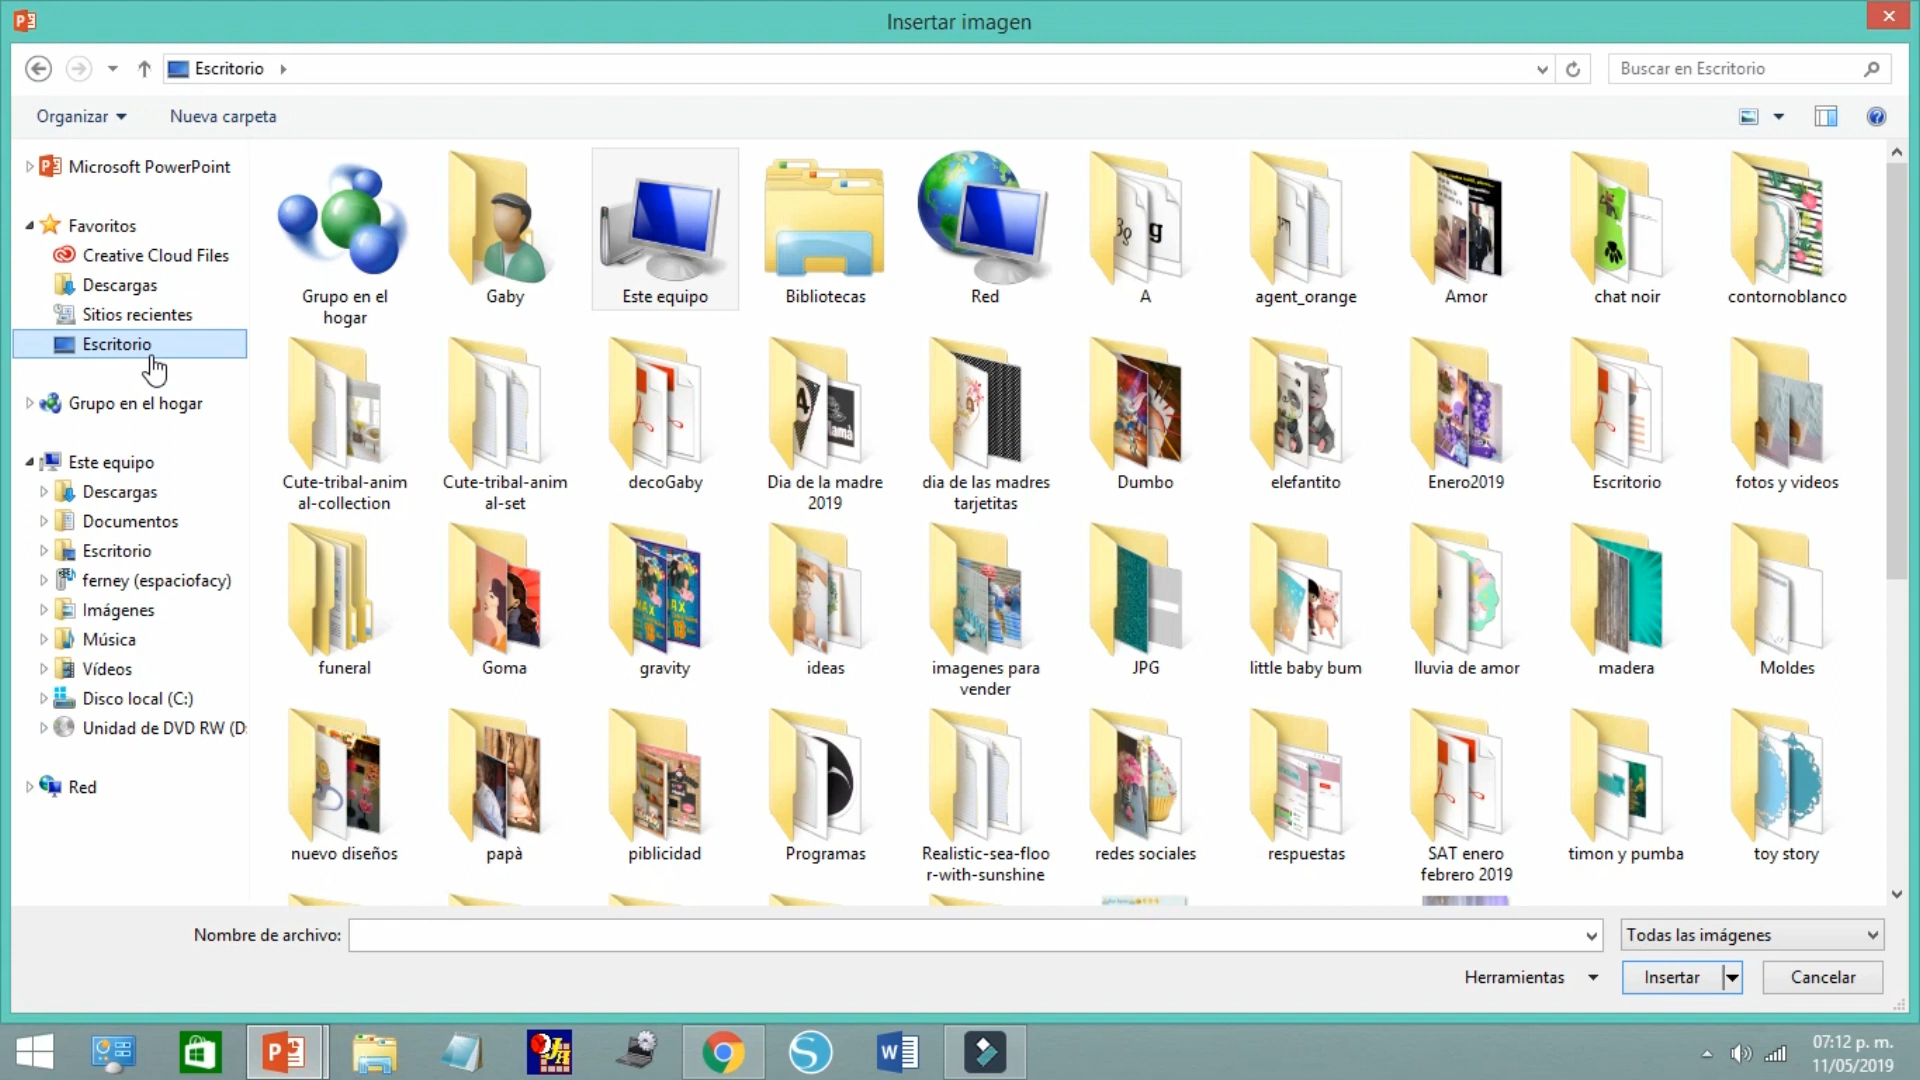 Insertar imagen
Escritorio
Buscar en Escritorio
Organizar
Nueva carpeta
Microsoft PowerPoint
Favoritos
Creative Cloud Files
Descargas
Sitios recientes
Escritorio
Grupo en el hogar
Este equipo
Descargas
Documentos
Escritorio
ferney (espaciofacy)
Imágenes
Música
Vídeos
Disco local (C:)
Unidad de DVD RW (D:
Red
Grupo en el
hogar
Gaby
Este equipo
Bibliotecas
Red
A
agent_orange
Amor
chat noir
contornoblanco
Cute-tribal-anim
al-collection
Cute-tribal-anim
al-set
decoGaby
Dia de la madre
2019
dia de las madres
tarjetitas
Dumbo
elefantito
Enero2019
Escritorio
fotos y videos
funeral
Goma
gravity
ideas
imagenes para
vender
JPG
little baby bum
lluvia de amor
madera
Moldes
nuevo diseños
papà
piblicidad
Programas
Realistic-sea-floo
r-with-sunshine
redes sociales
respuestas
SAT enero
febrero 2019
timon y pumba
toy story
Nombre de archivo:
Todas las imágenes
Herramientas
Insertar
Cancelar
07:12 p. m.
11/05/2019